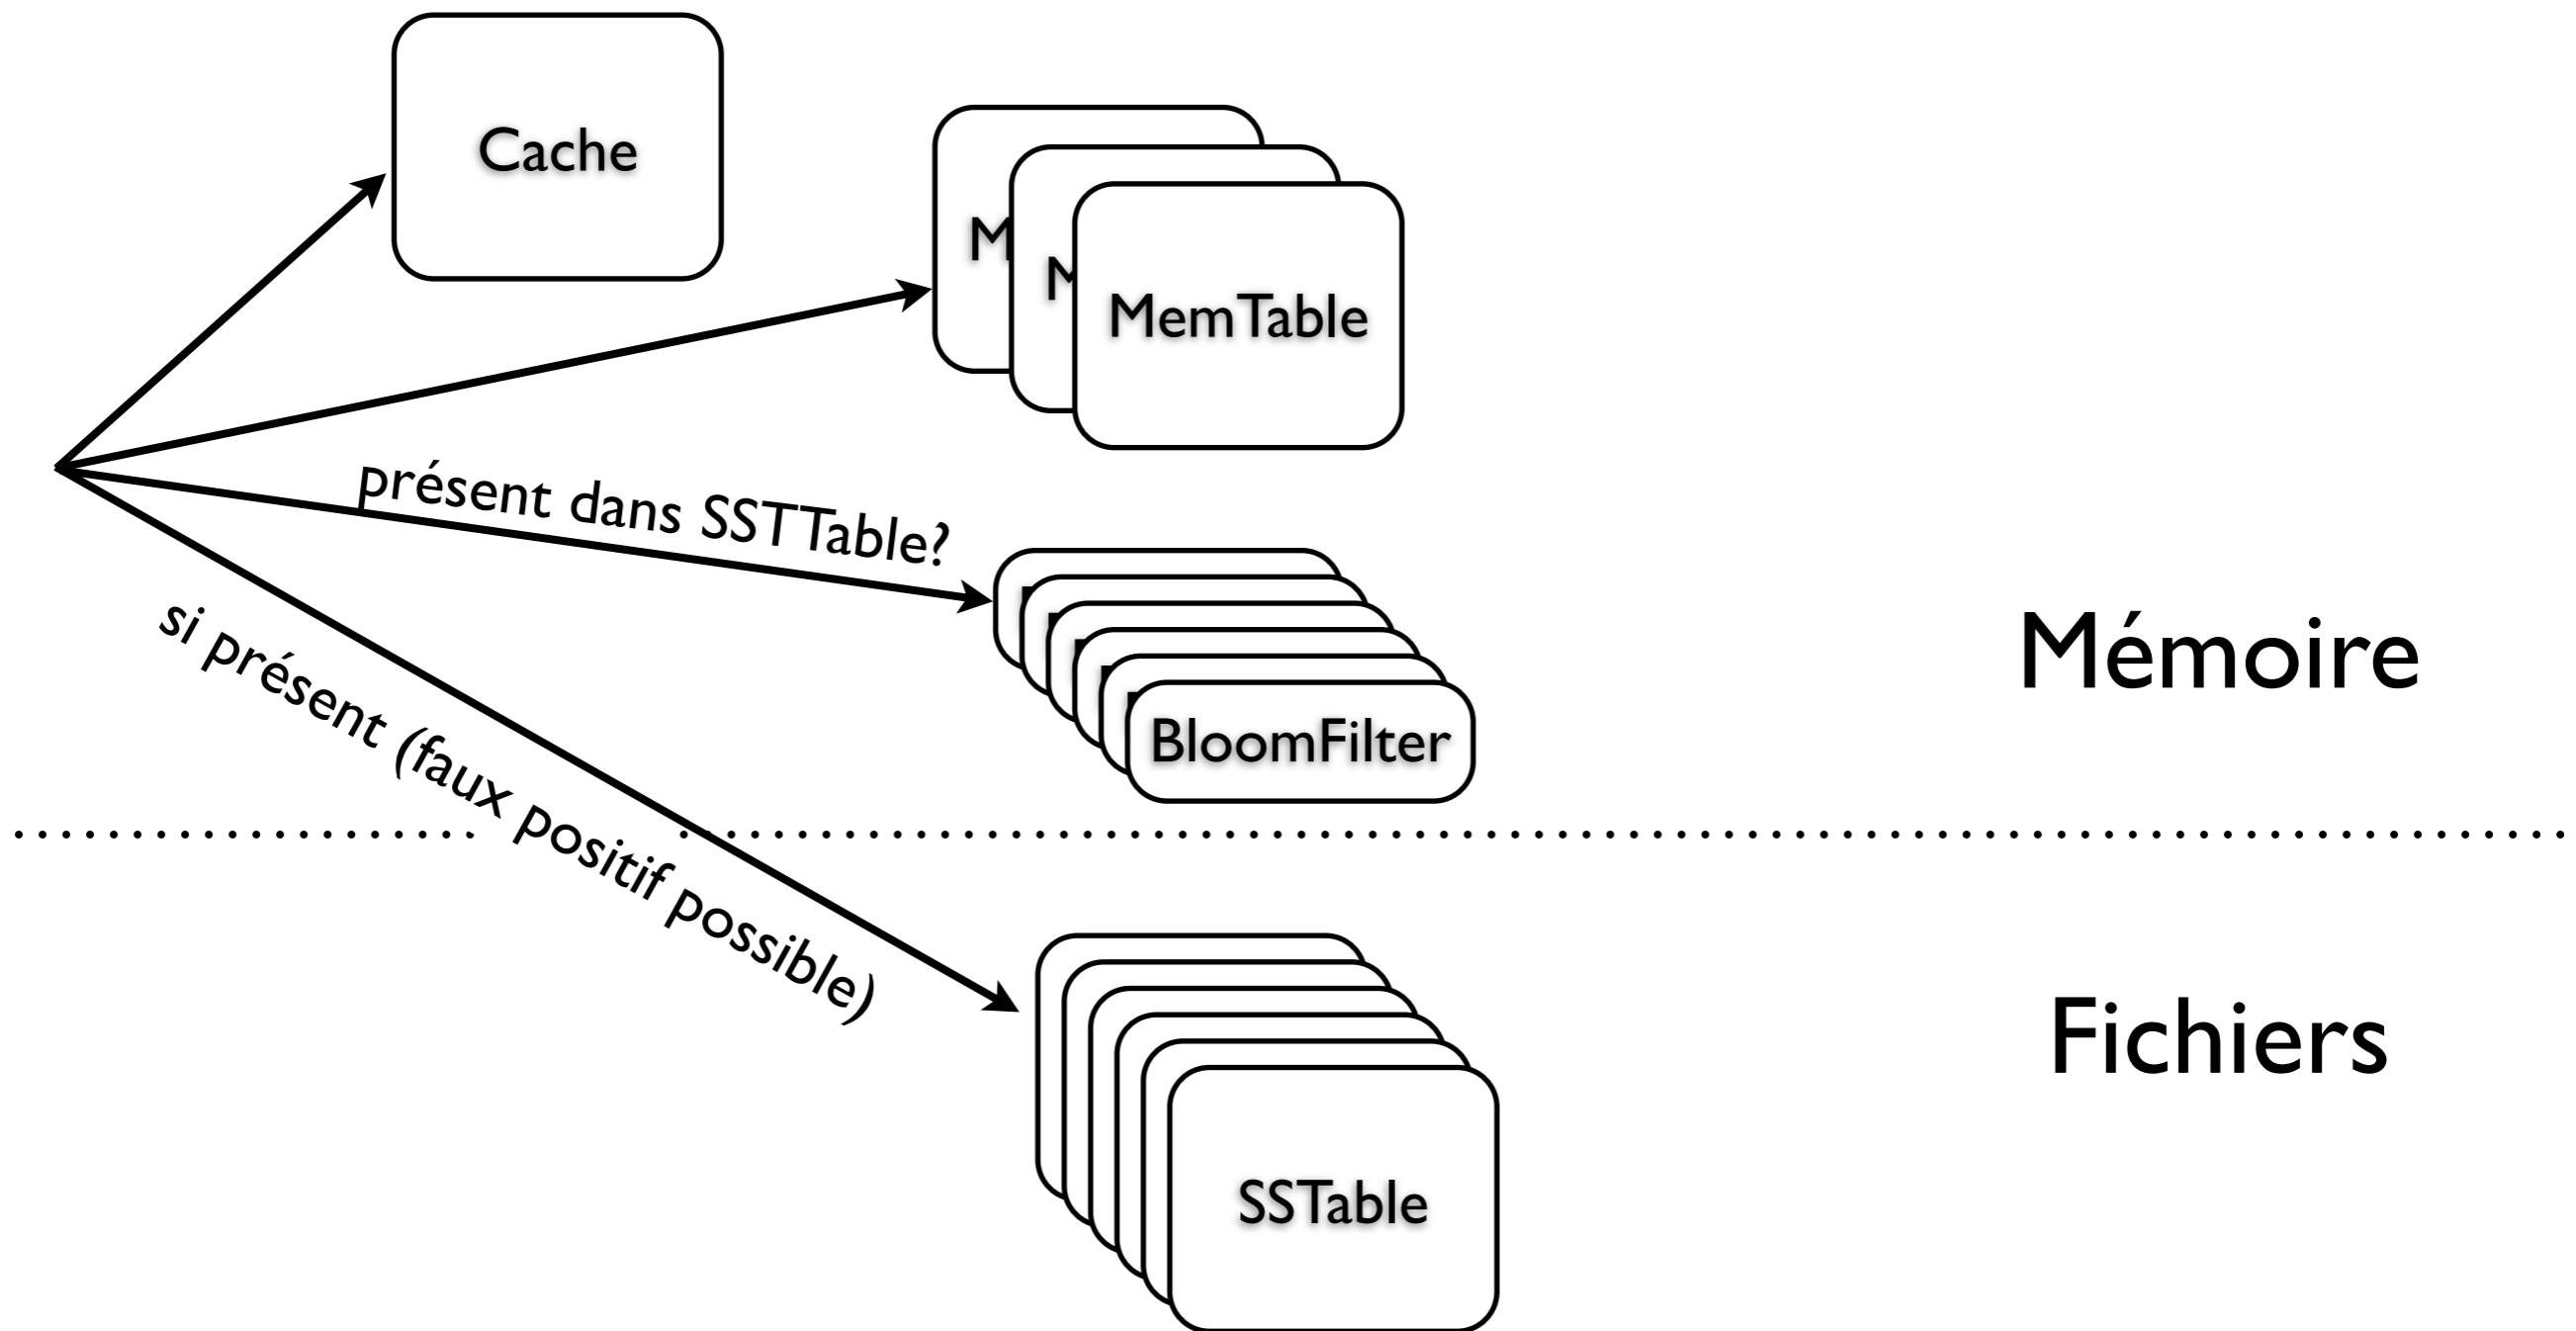 Cache
M
M
MemTable
présent dans SSTTable?
si présent (faux positif possible)
BloomFilter
Mémoire
Fichiers
SSTable